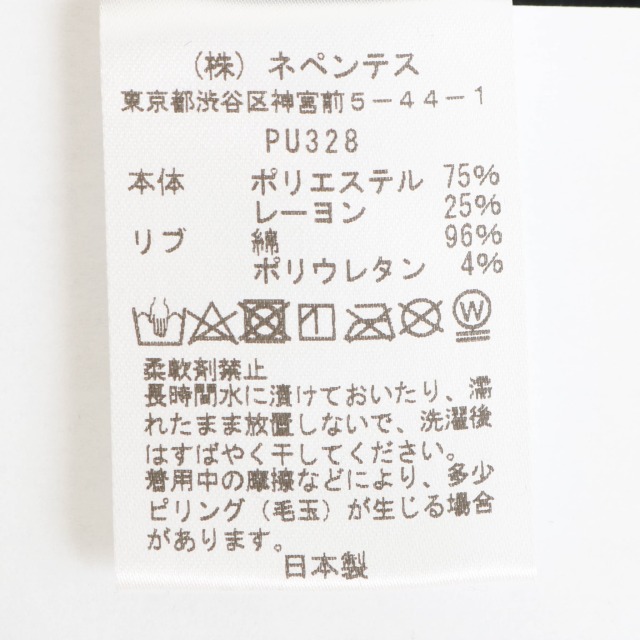 （株）ネペンテス
東京都渋谷区神宮前5-44-1
PU328
本体 ポリエステル 75%
レーヨン 25%
リブ 綿 96%
ポリウレタン 4%
W
柔軟剤禁止
長時間水に漬けておいたり、濡
れたまま放置しないで、洗濯後
はすばやく干してください。
着用中の摩擦などにより、多少
ピリング（毛玉）が生じる場合
があります。
日本製